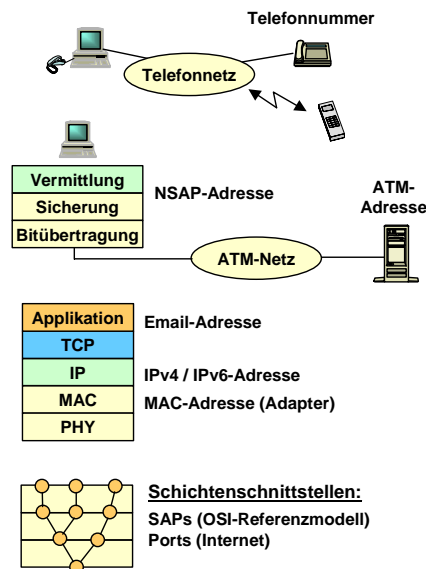 Telefonnummer
Telefonnetz
Vermittlung
NSAP-Adresse
Sicherung
Bitübertragung
ATM-
Adresse
ATM-Netz
Applikation
Email-Adresse
TCP
IP
IPv4 / IPv6-Adresse
MAC
MAC-Adresse (Adapter)
PHY
Schichtenschnittstellen:
SAPs (OSI-Referenzmodell)
Ports (Internet)